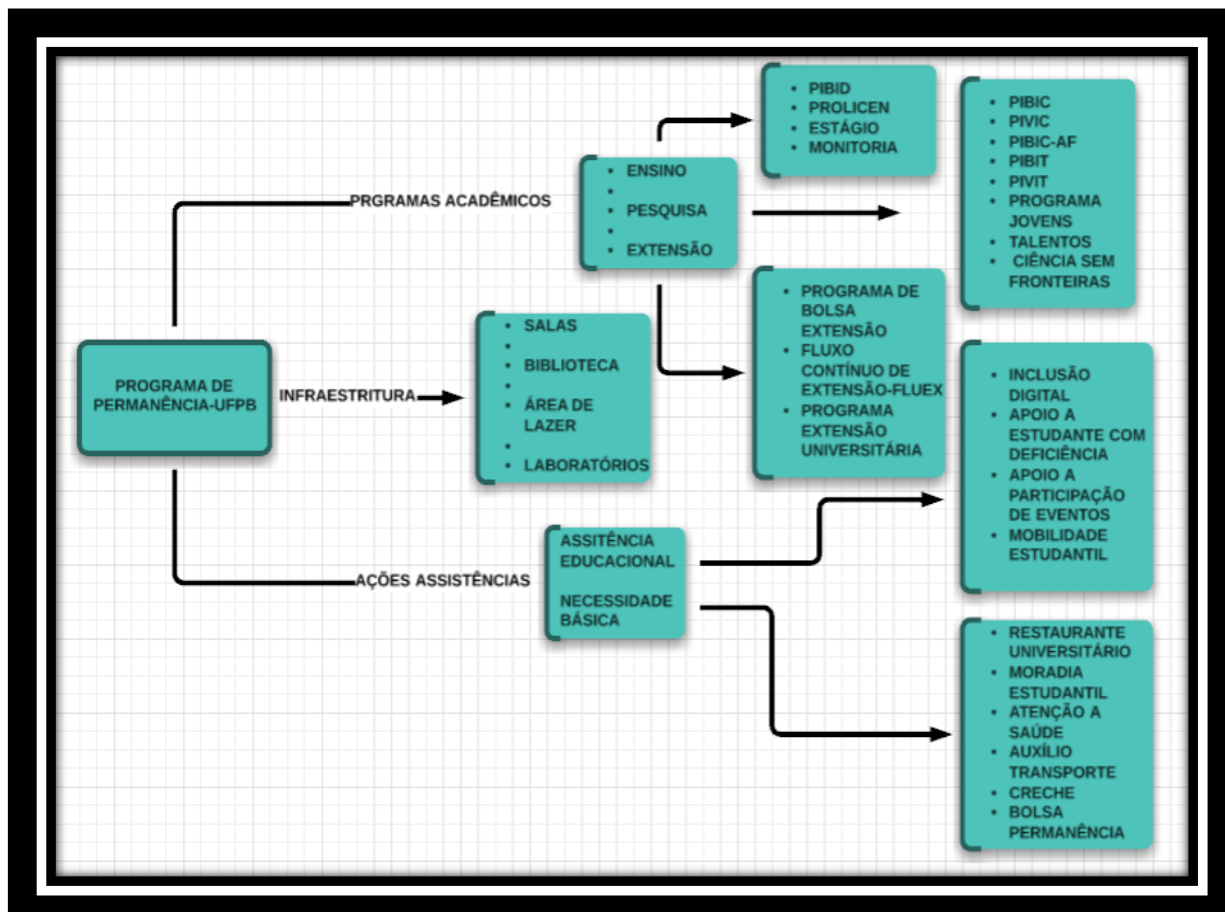 PROGRAMA DE
PERMANÊNCIA-UFPB
PRGRAMAS ACADÊMICOS
• ENSINO
•
• PESQUISA
•
• EXTENSÃO
• PIBID
• PROLICEN
• ESTÁGIO
• MONITORIA
• PIBIC
• PIVIC
• PIBIC-AF
• PIBIT
• PIVIT
• PROGRAMA
JOVENS
• TALENTOS
• CIÊNCIA SEM
FRONTEIRAS
• PROGRAMA DE
BOLSA
EXTENSÃO
• FLUXO
CONTÍNUO DE
EXTENSÃO-FLUEX
• PROGRAMA
EXTENSÃO
UNIVERSITÁRIA
INFRAESTRITURA
• SALAS
•
• BIBLIOTECA
•
• ÁREA DE
LAZER
•
• LABORATÓRIOS
AÇÕES ASSISTÊNCIAS
ASSITÊNCIA
EDUCACIONAL
NECESSIDADE
BÁSICA
• INCLUSÃO
DIGITAL
• APOIO A
ESTUDANTE COM
DEFICIÊNCIA
• APOIO A
PARTICIPAÇÃO
DE EVENTOS
• MOBILIDADE
ESTUDANTIL
• RESTAURANTE
UNIVERSITÁRIO
• MORADIA
ESTUDANTIL
• ATENÇÃO A
SAÚDE
• AUXÍLIO
TRANSPORTE
• CRECHE
• BOLSA
PERMANÊNCIA